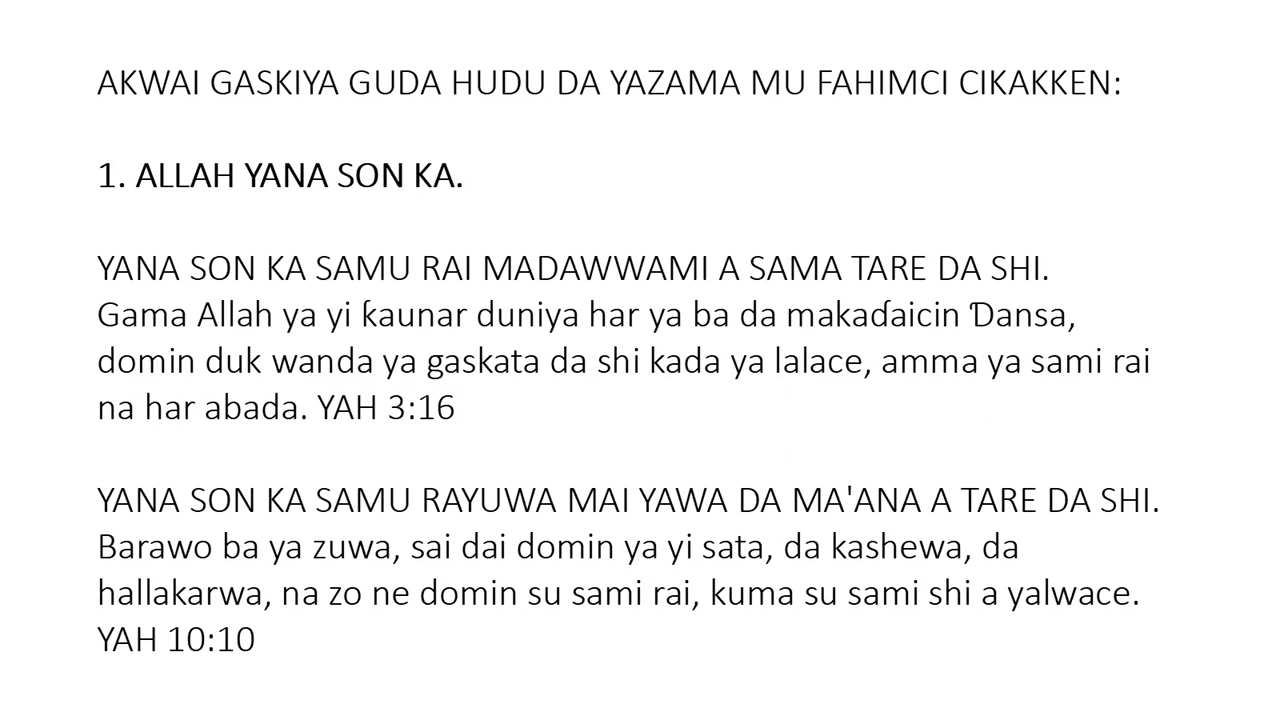 AKWAI GASKIYA GUDA HUDU DA YAZAMA MU FAHIMCI CIKAKKEN:
1. ALLAH YANA SON KA.
YANA SON KA SAMU RAI MADAWWAMI A SAMA TARE DA SHI.
Gama Allah ya yi ƙaunar duniya har ya ba da makaɗaicin Ɗansa,
domin duk wanda ya gaskata da shi kada ya lalace, amma ya sami rai
na har abada. YAH 3:16
YANA SON KA SAMU RAYUWA MAI YAWA DA MA'ANA A TARE DA SHI.
Barawo ba ya zuwa, sai dai domin ya yi sata, da kashewa, da
hallakarwa, na zo ne domin su sami rai, kuma su sami shi a yalwace.
YAH 10:10